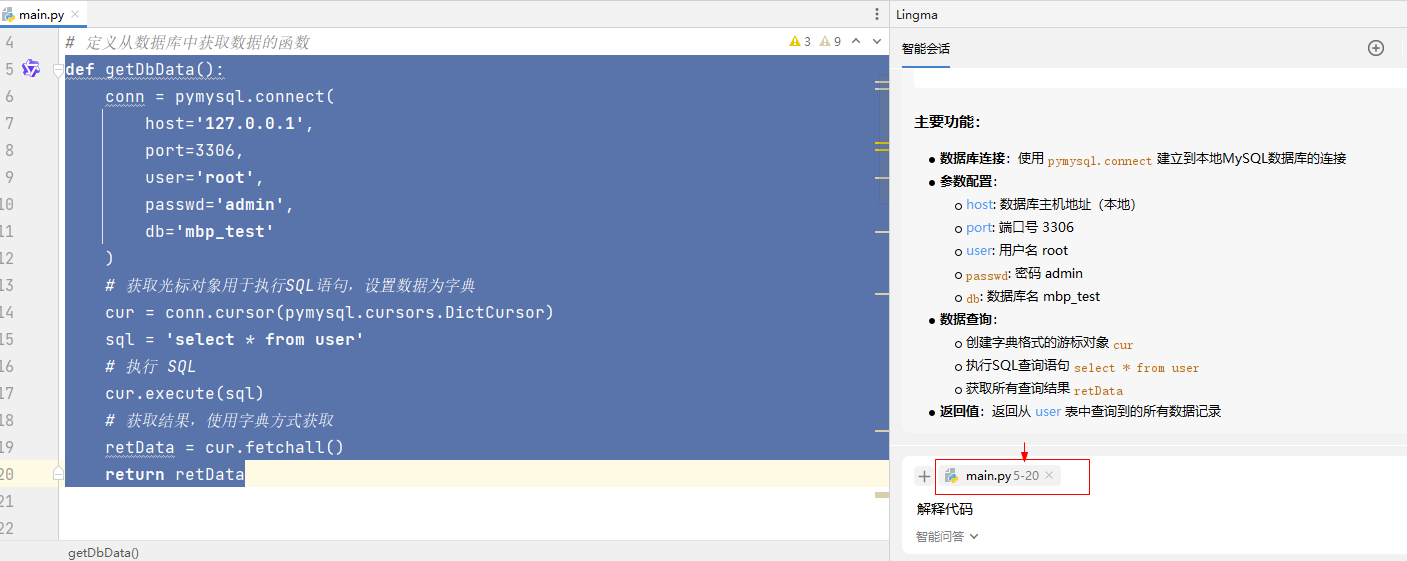 main.py
4 # 定义从数据库中获取数据的函数
3 9
5 def getDbData():
6 conn = pymysql.connect(
7 host='127.0.0.1',
8 port=3306,
9 user='root',
10 passwd='admin',
11 db='mbp_test'
12 )
13 # 获取光标对象用于执行SQL语句，设置数据为字典
14 cur = conn.cursor(pymysql.cursors.DictCursor)
15 sql = 'select * from user'
16 # 执行 SQL
17 cur.execute(sql)
18 # 获取结果，使用字典方式获取
19 retData = cur.fetchall()
20 return retData
21
22
getDbData()
Lingma
智能会话
主要功能：
数据库连接：使用 pymysql.connect 建立到本地MySQL数据库的连接
参数配置：
host: 数据库主机地址（本地）
port: 端口号 3306
user: 用户名 root
passwd: 密码 admin
db: 数据库名 mbp_test
数据查询：
创建字典格式的游标对象 cur
执行SQL查询语句 select * from user
获取所有查询结果 retData
返回值：返回从 user 表中查询到的所有数据记录
main.py 5-20
解释代码
智能问答